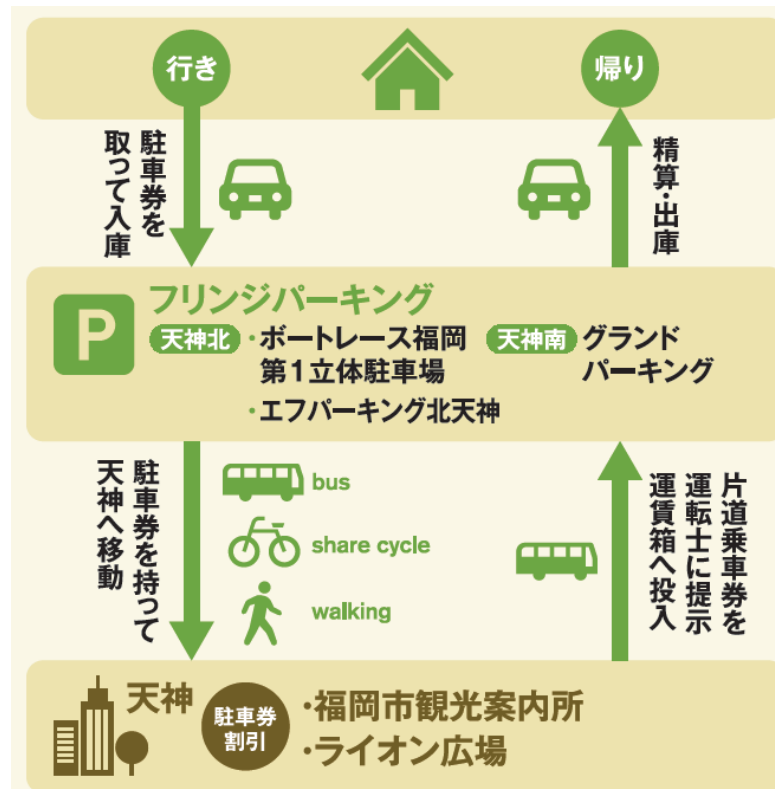 行き
帰り
駐車券を
取って入庫
精算・出庫
P
フリンジパーキング
天神北
・ボートレース福岡
第1立体駐車場
・エフパーキング北天神
天神南
グランド
パーキング
駐車券を持って
天神へ移動
bus
share cycle
walking
片道乗車券を
運転士に提示
運賃箱へ投入
天神
駐車券
割引
・福岡市観光案内所
・ライオン広場